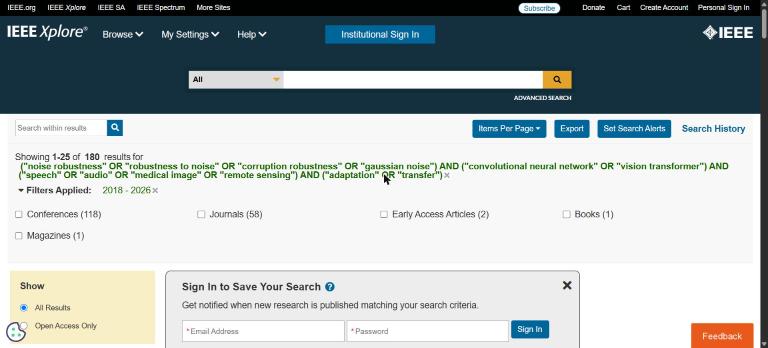 IEEE.org IEEE Xplore IEEE SA IEEE Spectrum More Sites Subscribe Donate Cart Create Account Personal Sign In
IEEE Xplore® Browse My Settings Help Institutional Sign In IEEE
All
ADVANCED SEARCH
Search within results Items Per Page Export Set Search Alerts Search History
Showing 1-25 of 180 results for
("noise robustness" OR "robustness to noise" OR "corruption robustness" OR "gaussian noise") AND ("convolutional neural network" OR "vision transformer") AND
("speech" OR "audio" OR "medical image" OR "remote sensing") AND ("adaptation" OR "transfer") ×
Filters Applied: 2018 - 2026 ×
Conferences (118) Journals (58) Early Access Articles (2) Books (1)
Magazines (1)
Show
All Results
Open Access Only
Sign In to Save Your Search ? ×
Get notified when new research is published matching your search criteria.
*Email Address *Password Sign In
Feedback